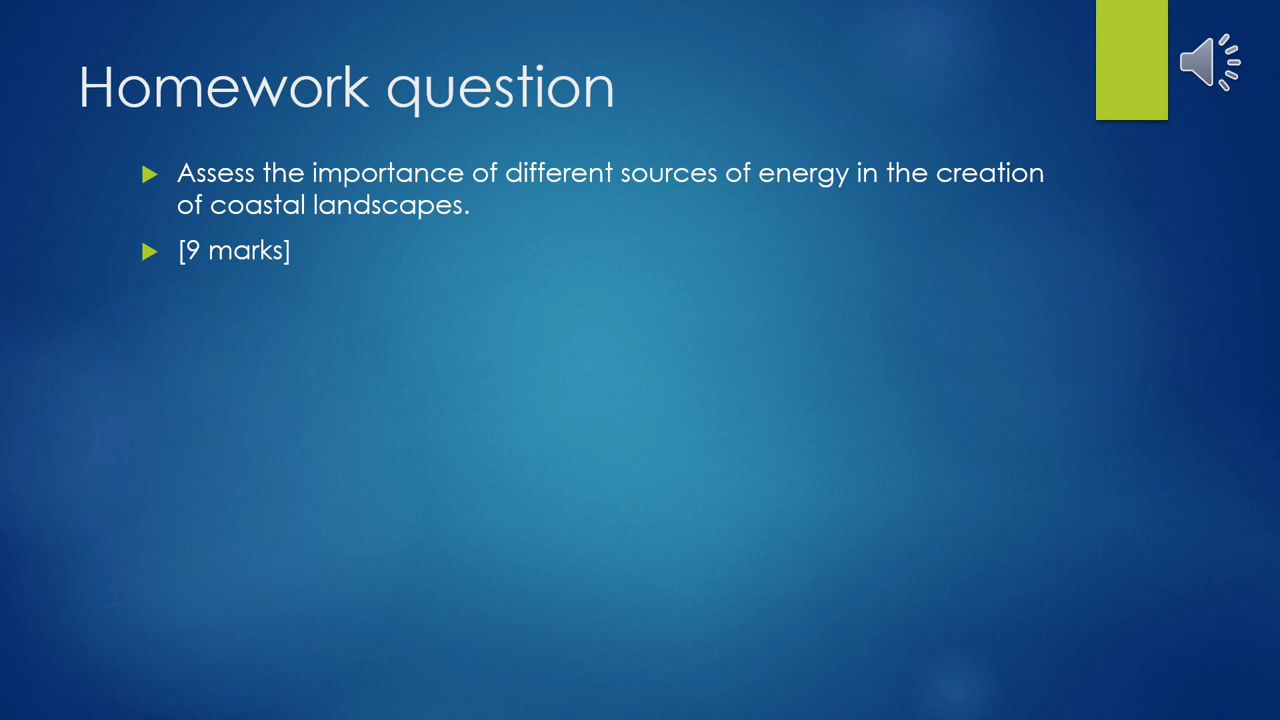 Homework question
Assess the importance of different sources of energy in the creation
of coastal landscapes.
[9 marks]